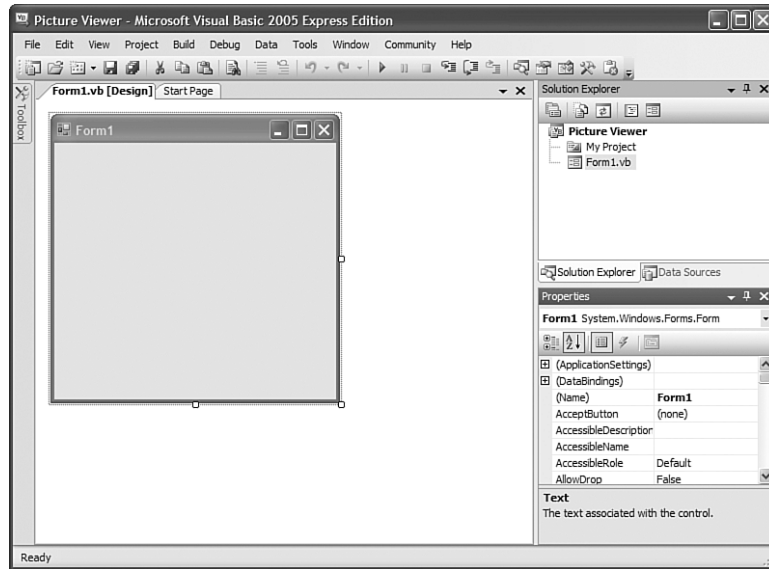 Picture Viewer - Microsoft Visual Basic 2005 Express Edition
File Edit View Project Build Debug Data Tools Window Community Help
Toolbox
Form1.vb [Design] Start Page
Form1
Solution Explorer
Picture Viewer
My Project
Form1.vb
Solution Explorer Data Sources
Properties
Form1 System.Windows.Forms.Form
(ApplicationSettings)
(DataBindings)
(Name) Form1
AcceptButton (none)
AccessibleDescription
AccessibleName
AccessibleRole Default
AllowDrop False
Text
The text associated with the control.
Ready